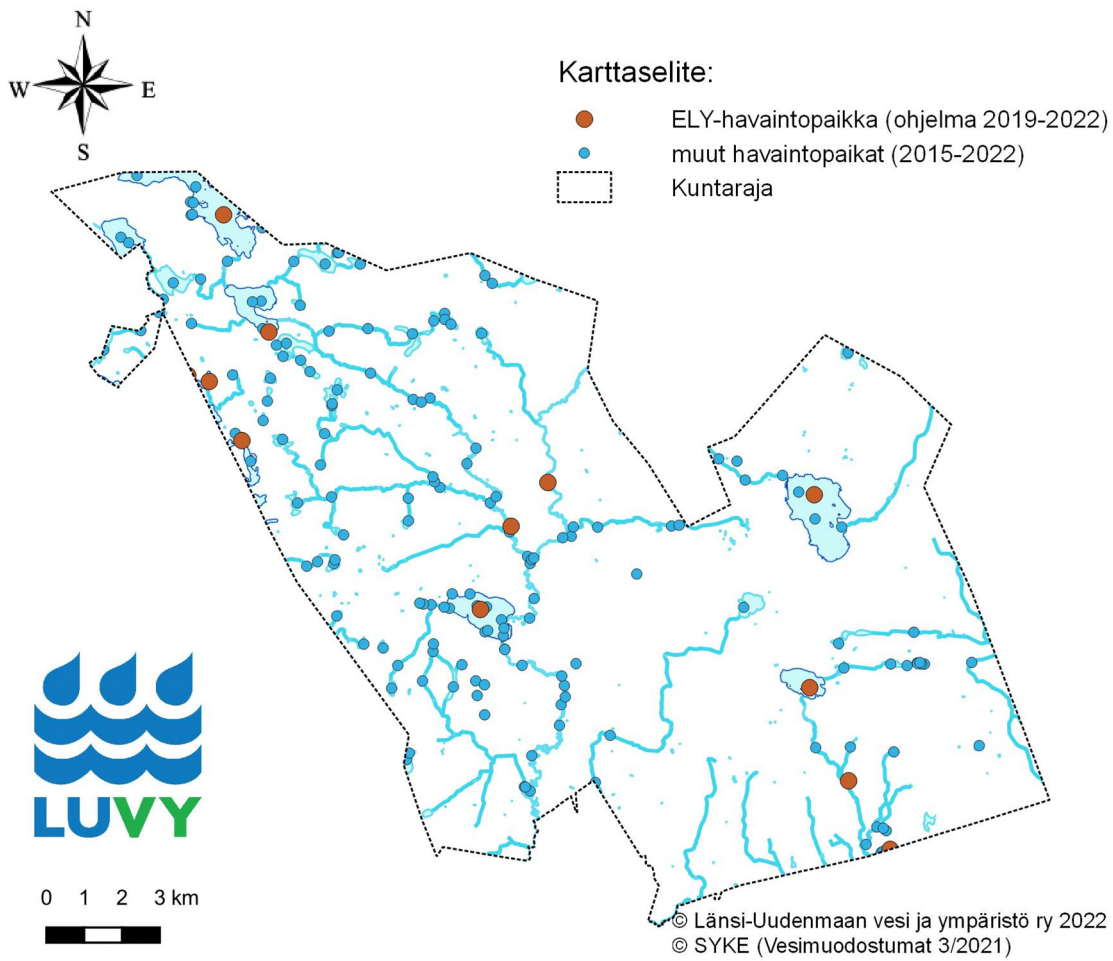 N
W E
S
Karttaselite:
ELY-havaintopaikka (ohjelma 2019-2022)
muut havaintopaikat (2015-2022)
Kuntaraja
LUVY
0 1 2 3 km
© Länsi-Uudenmaan vesi ja ympäristö ry 2022
© SYKE (Vesimuodostumat 3/2021)